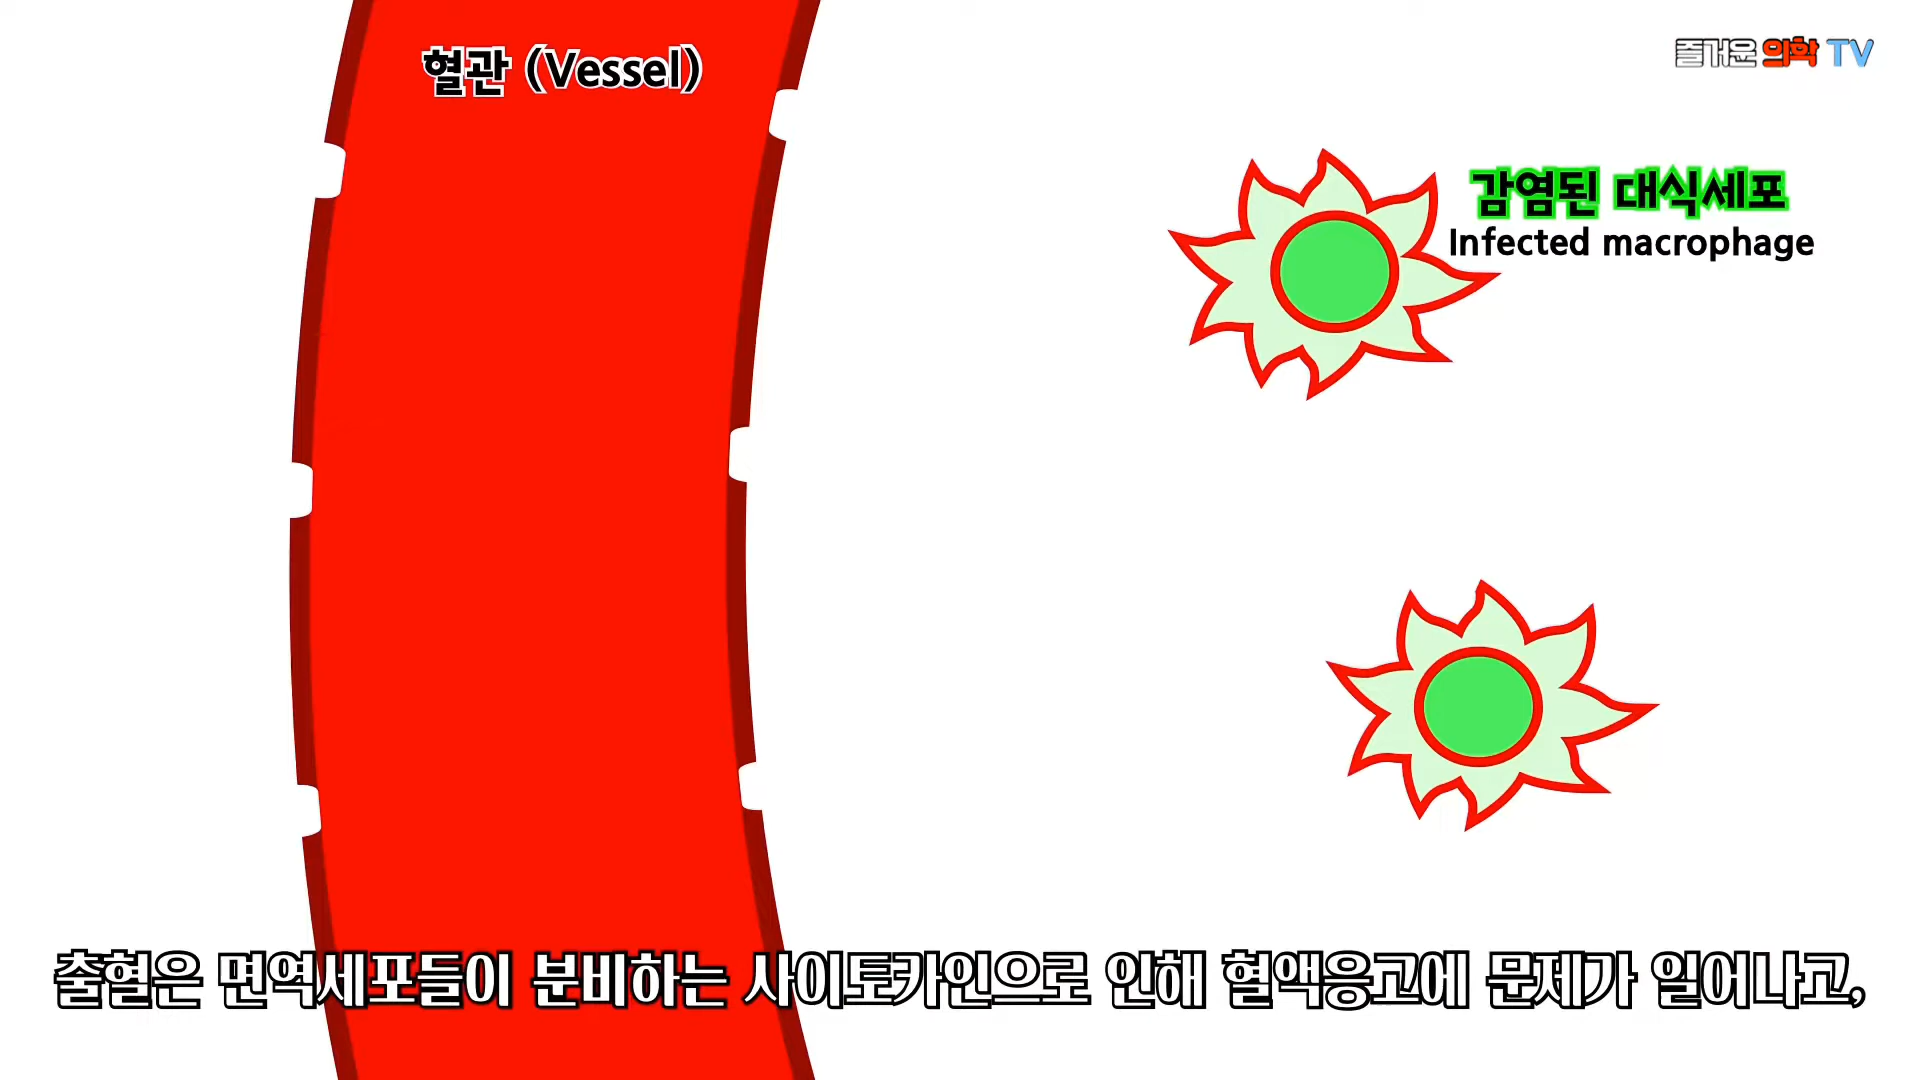 혈관 (Vessel)
즐거운 의학 TV
감염된 대식세포
Infected macrophage
출혈은 면역세포들이 분비하는 사이토카인으로 인해 혈액응고에 문제가 일어나고,